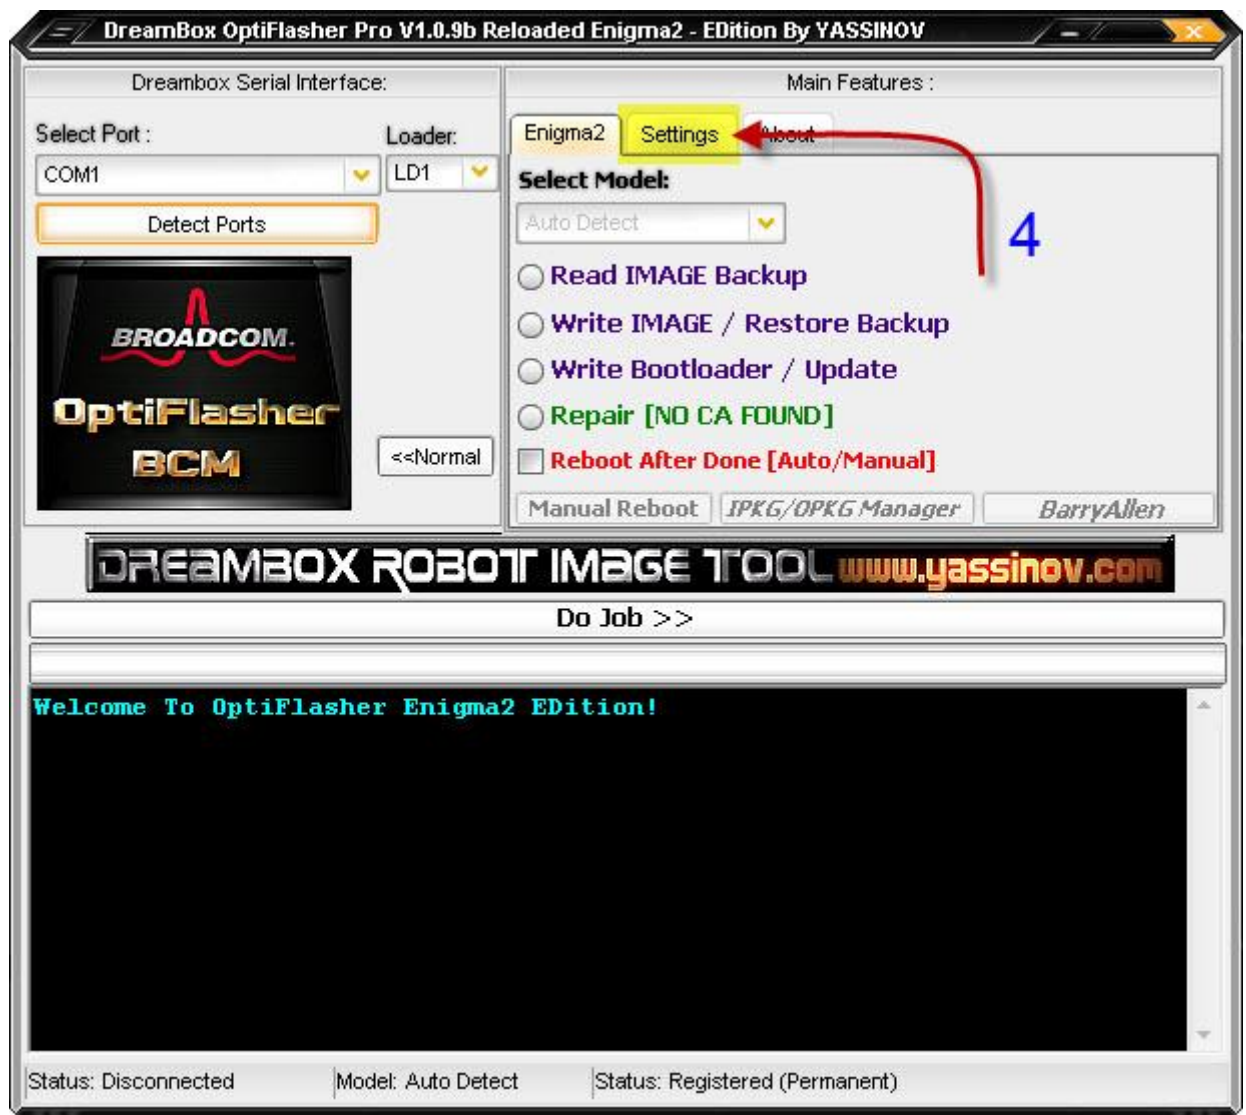 DreamBox OptiFlasher Pro V1.0.9b Reloaded Enigma2 - EDition By YASSINOV
Dreambox Serial Interface:
Main Features :
Select Port :
Loader:
COM1
LD1
Detect Ports
BROADCOM.
OptiFlasher
BCM
<<Normal
Enigma2
Settings
About
4
Select Model:
Auto Detect
Read IMAGE Backup
Write IMAGE / Restore Backup
Write Bootloader / Update
Repair [NO CA FOUND]
Reboot After Done [Auto/Manual]
Manual Reboot
IPKG/OPKG Manager
BarryAllen
DREAMBOX ROBOT IMAGE TOOL www.yassinov.com
Do Job >>
Welcome To OptiFlasher Enigma2 EDition!
Status: Disconnected
Model: Auto Detect
Status: Registered (Permanent)